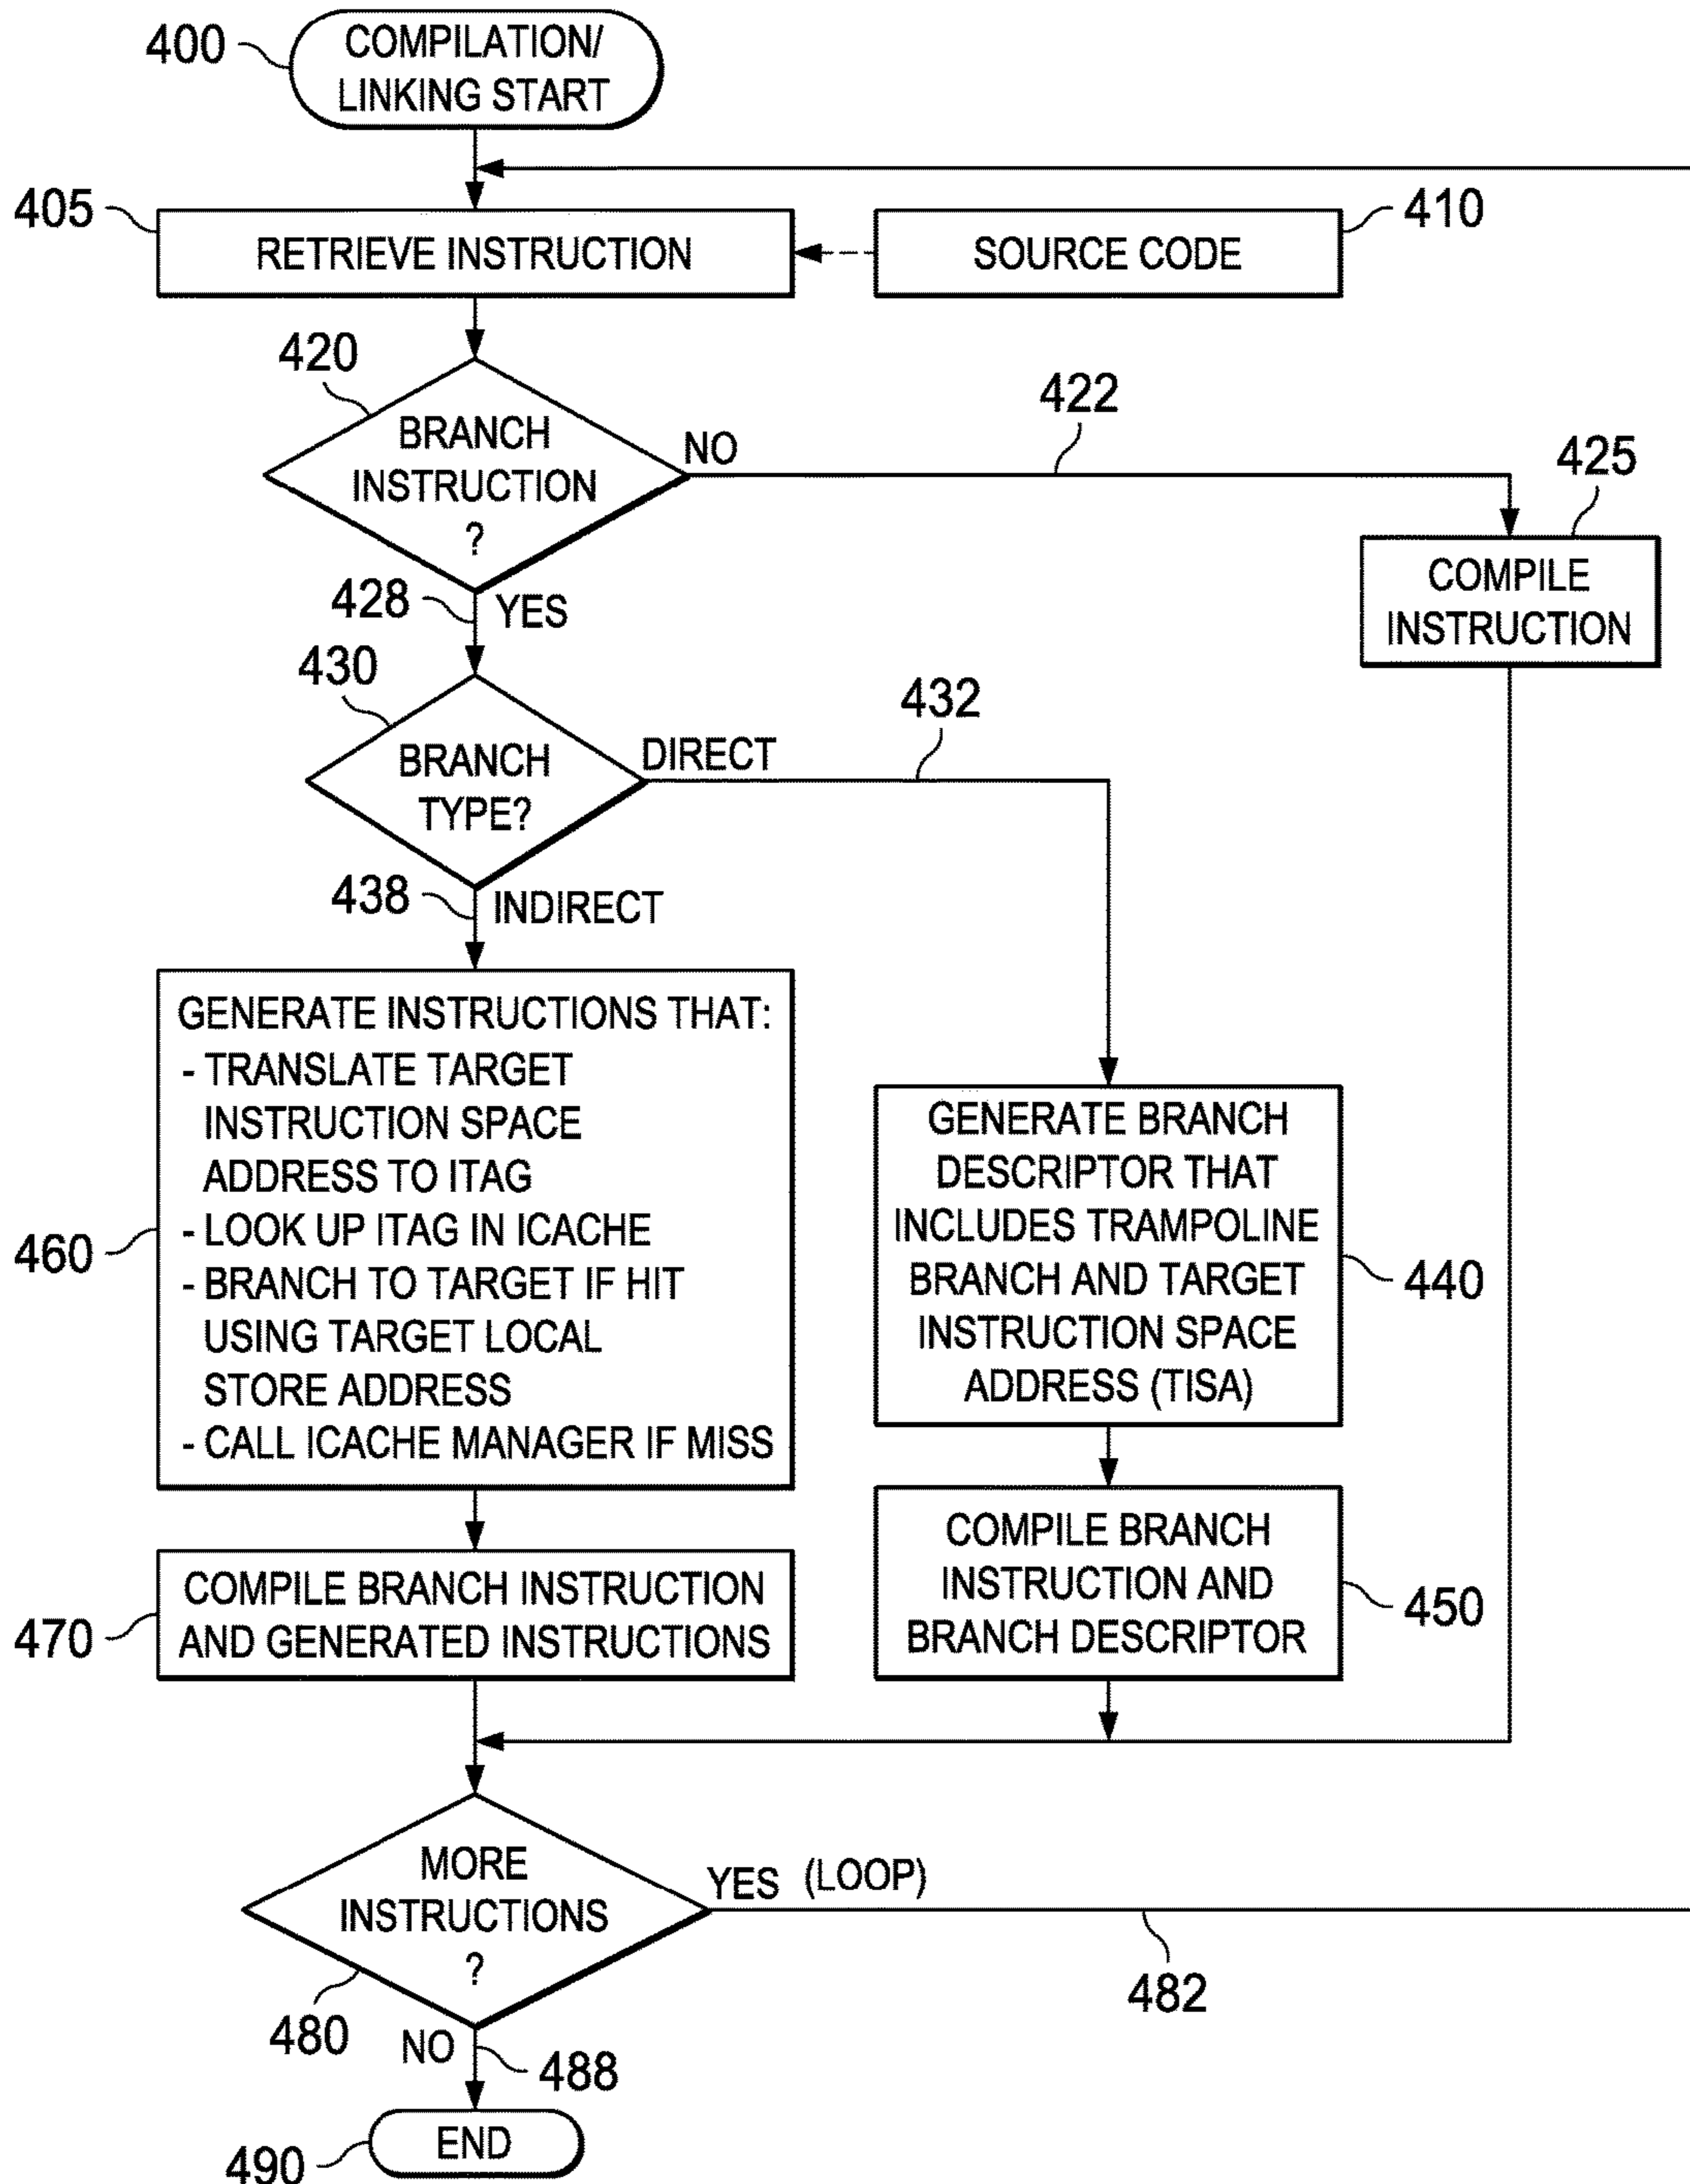 400
COMPILATION/
LINKING START
405
RETRIEVE INSTRUCTION
SOURCE CODE
410
420
BRANCH
INSTRUCTION
?
NO
422
425
COMPILE
INSTRUCTION
428
YES
430
BRANCH
TYPE?
DIRECT
432
438
INDIRECT
460
GENERATE INSTRUCTIONS THAT:
- TRANSLATE TARGET
INSTRUCTION SPACE
ADDRESS TO ITAG
- LOOK UP ITAG IN ICACHE
- BRANCH TO TARGET IF HIT
USING TARGET LOCAL
STORE ADDRESS
- CALL ICACHE MANAGER IF MISS
GENERATE BRANCH
DESCRIPTOR THAT
INCLUDES TRAMPOLINE
BRANCH AND TARGET
INSTRUCTION SPACE
ADDRESS (TISA)
440
470
COMPILE BRANCH INSTRUCTION
AND GENERATED INSTRUCTIONS
COMPILE BRANCH
INSTRUCTION AND
BRANCH DESCRIPTOR
450
MORE
INSTRUCTIONS
?
YES (LOOP)
482
480
NO
488
END
490